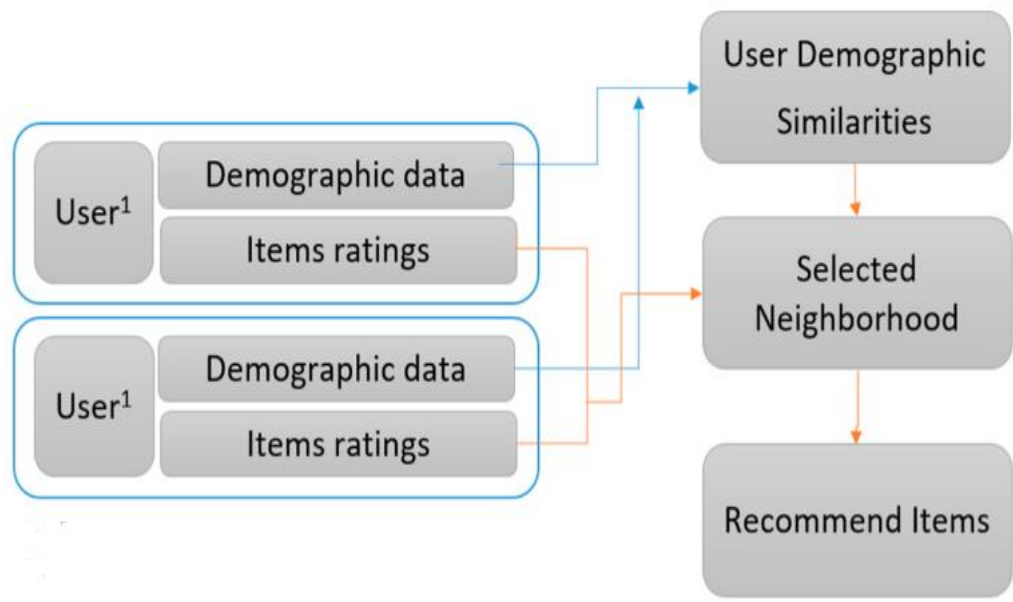 User¹
Demographic data
Items ratings
User¹
Demographic data
Items ratings
User Demographic
Similarities
Selected
Neighborhood
Recommend Items